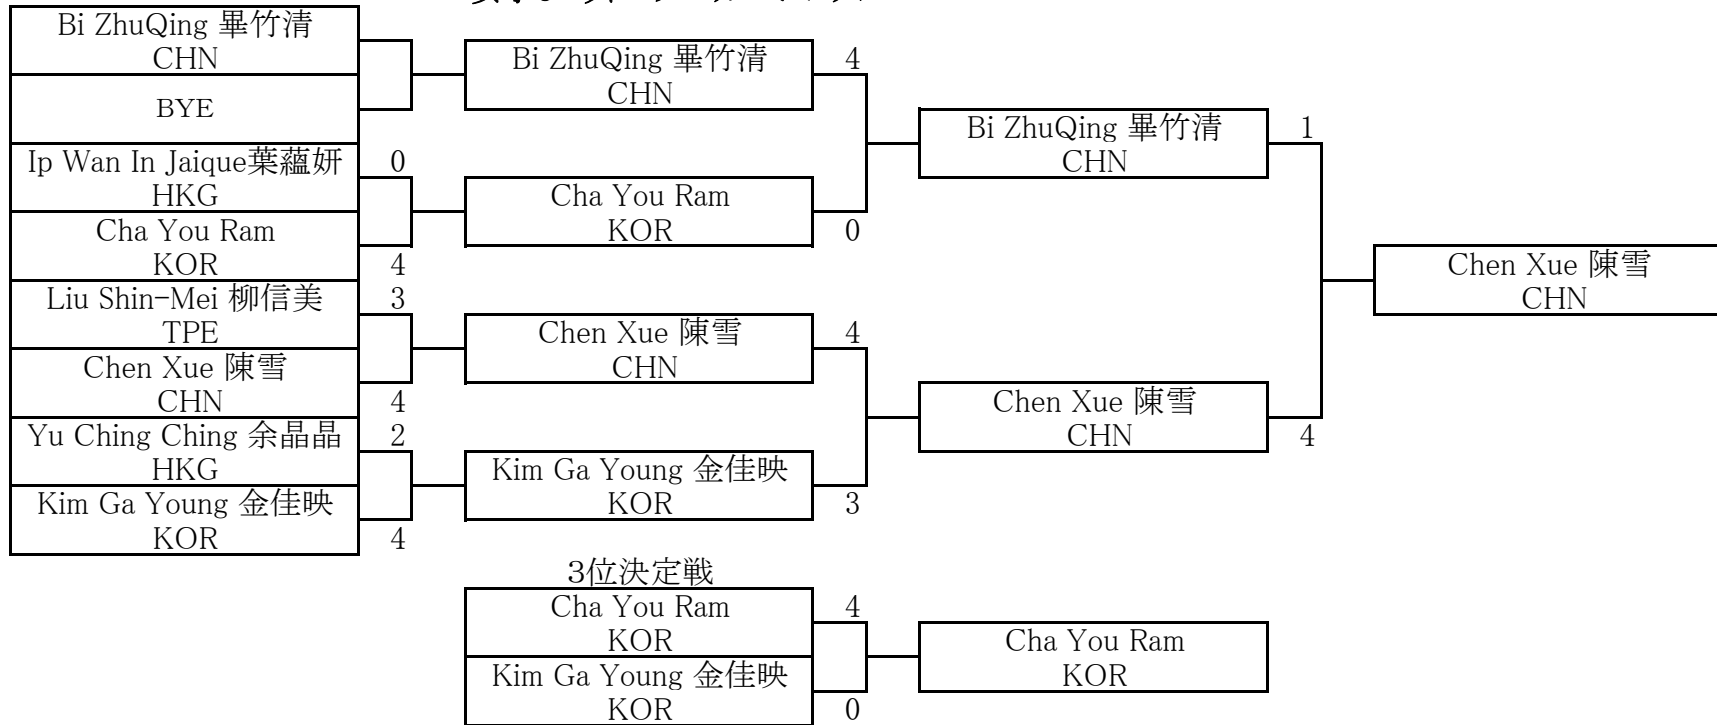 Bi ZhuQing 畢竹清
CHN
BYE
Ip Wan In Jaique葉蘊妍
HKG
0
Cha You Ram
KOR
4
Liu Shin-Mei 柳信美
TPE
3
Chen Xue 陳雪
CHN
4
Yu Ching Ching 余晶晶
HKG
2
Kim Ga Young 金佳映
KOR
4
Bi ZhuQing 畢竹清
CHN
4
Cha You Ram
KOR
0
Chen Xue 陳雪
CHN
4
Kim Ga Young 金佳映
KOR
3
Bi ZhuQing 畢竹清
CHN
1
Chen Xue 陳雪
CHN
4
Chen Xue 陳雪
CHN
3位決定戦
Cha You Ram
KOR
4
Kim Ga Young 金佳映
KOR
0
Cha You Ram
KOR